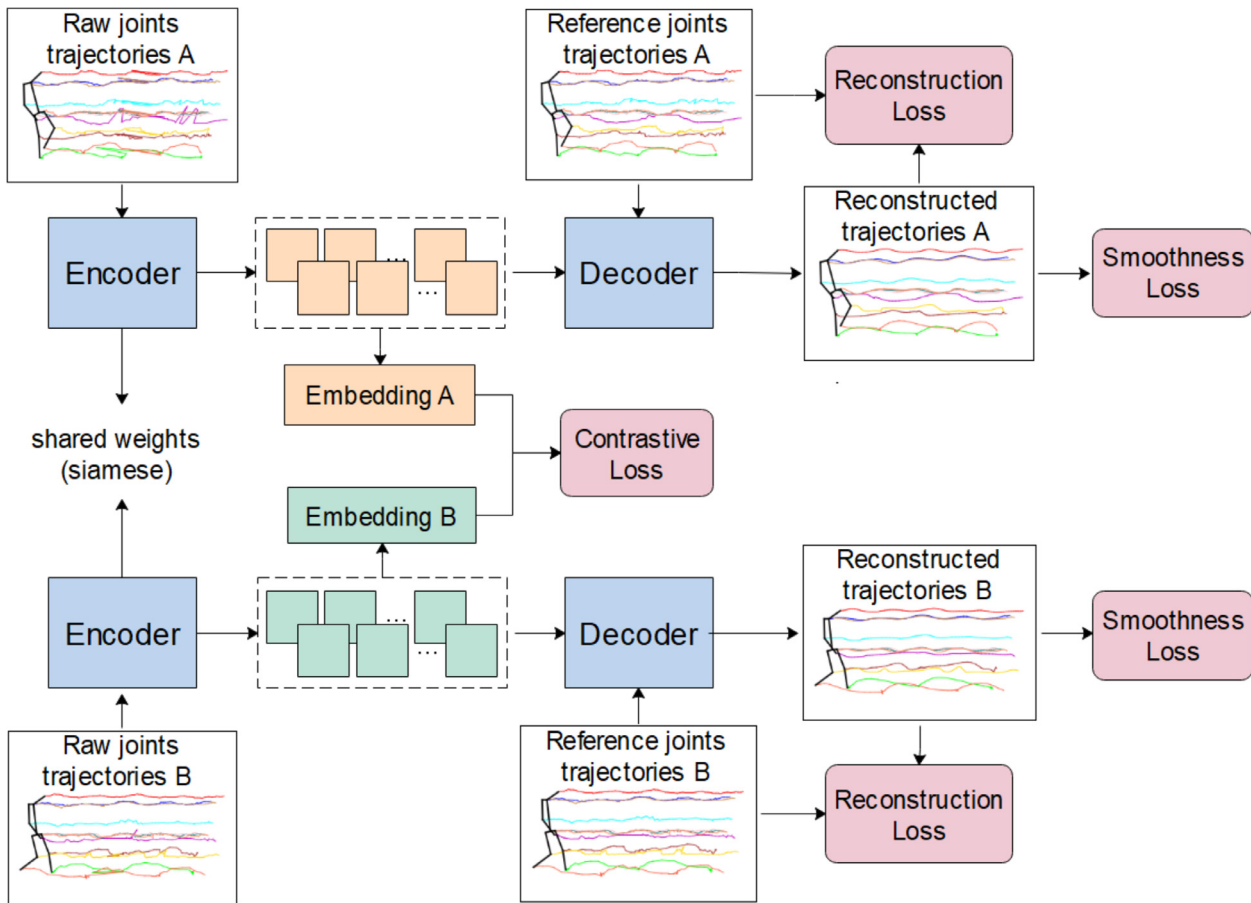 Raw joints
trajectories A
Reference joints
trajectories A
Reconstruction
Loss
Encoder
...
...
Decoder
Reconstructed
trajectories A
Smoothness
Loss
Embedding A
shared weights
(siamese)
Contrastive
Loss
Embedding B
Encoder
...
...
Decoder
Reconstructed
trajectories B
Smoothness
Loss
Raw joints
trajectories B
Reference joints
trajectories B
Reconstruction
Loss